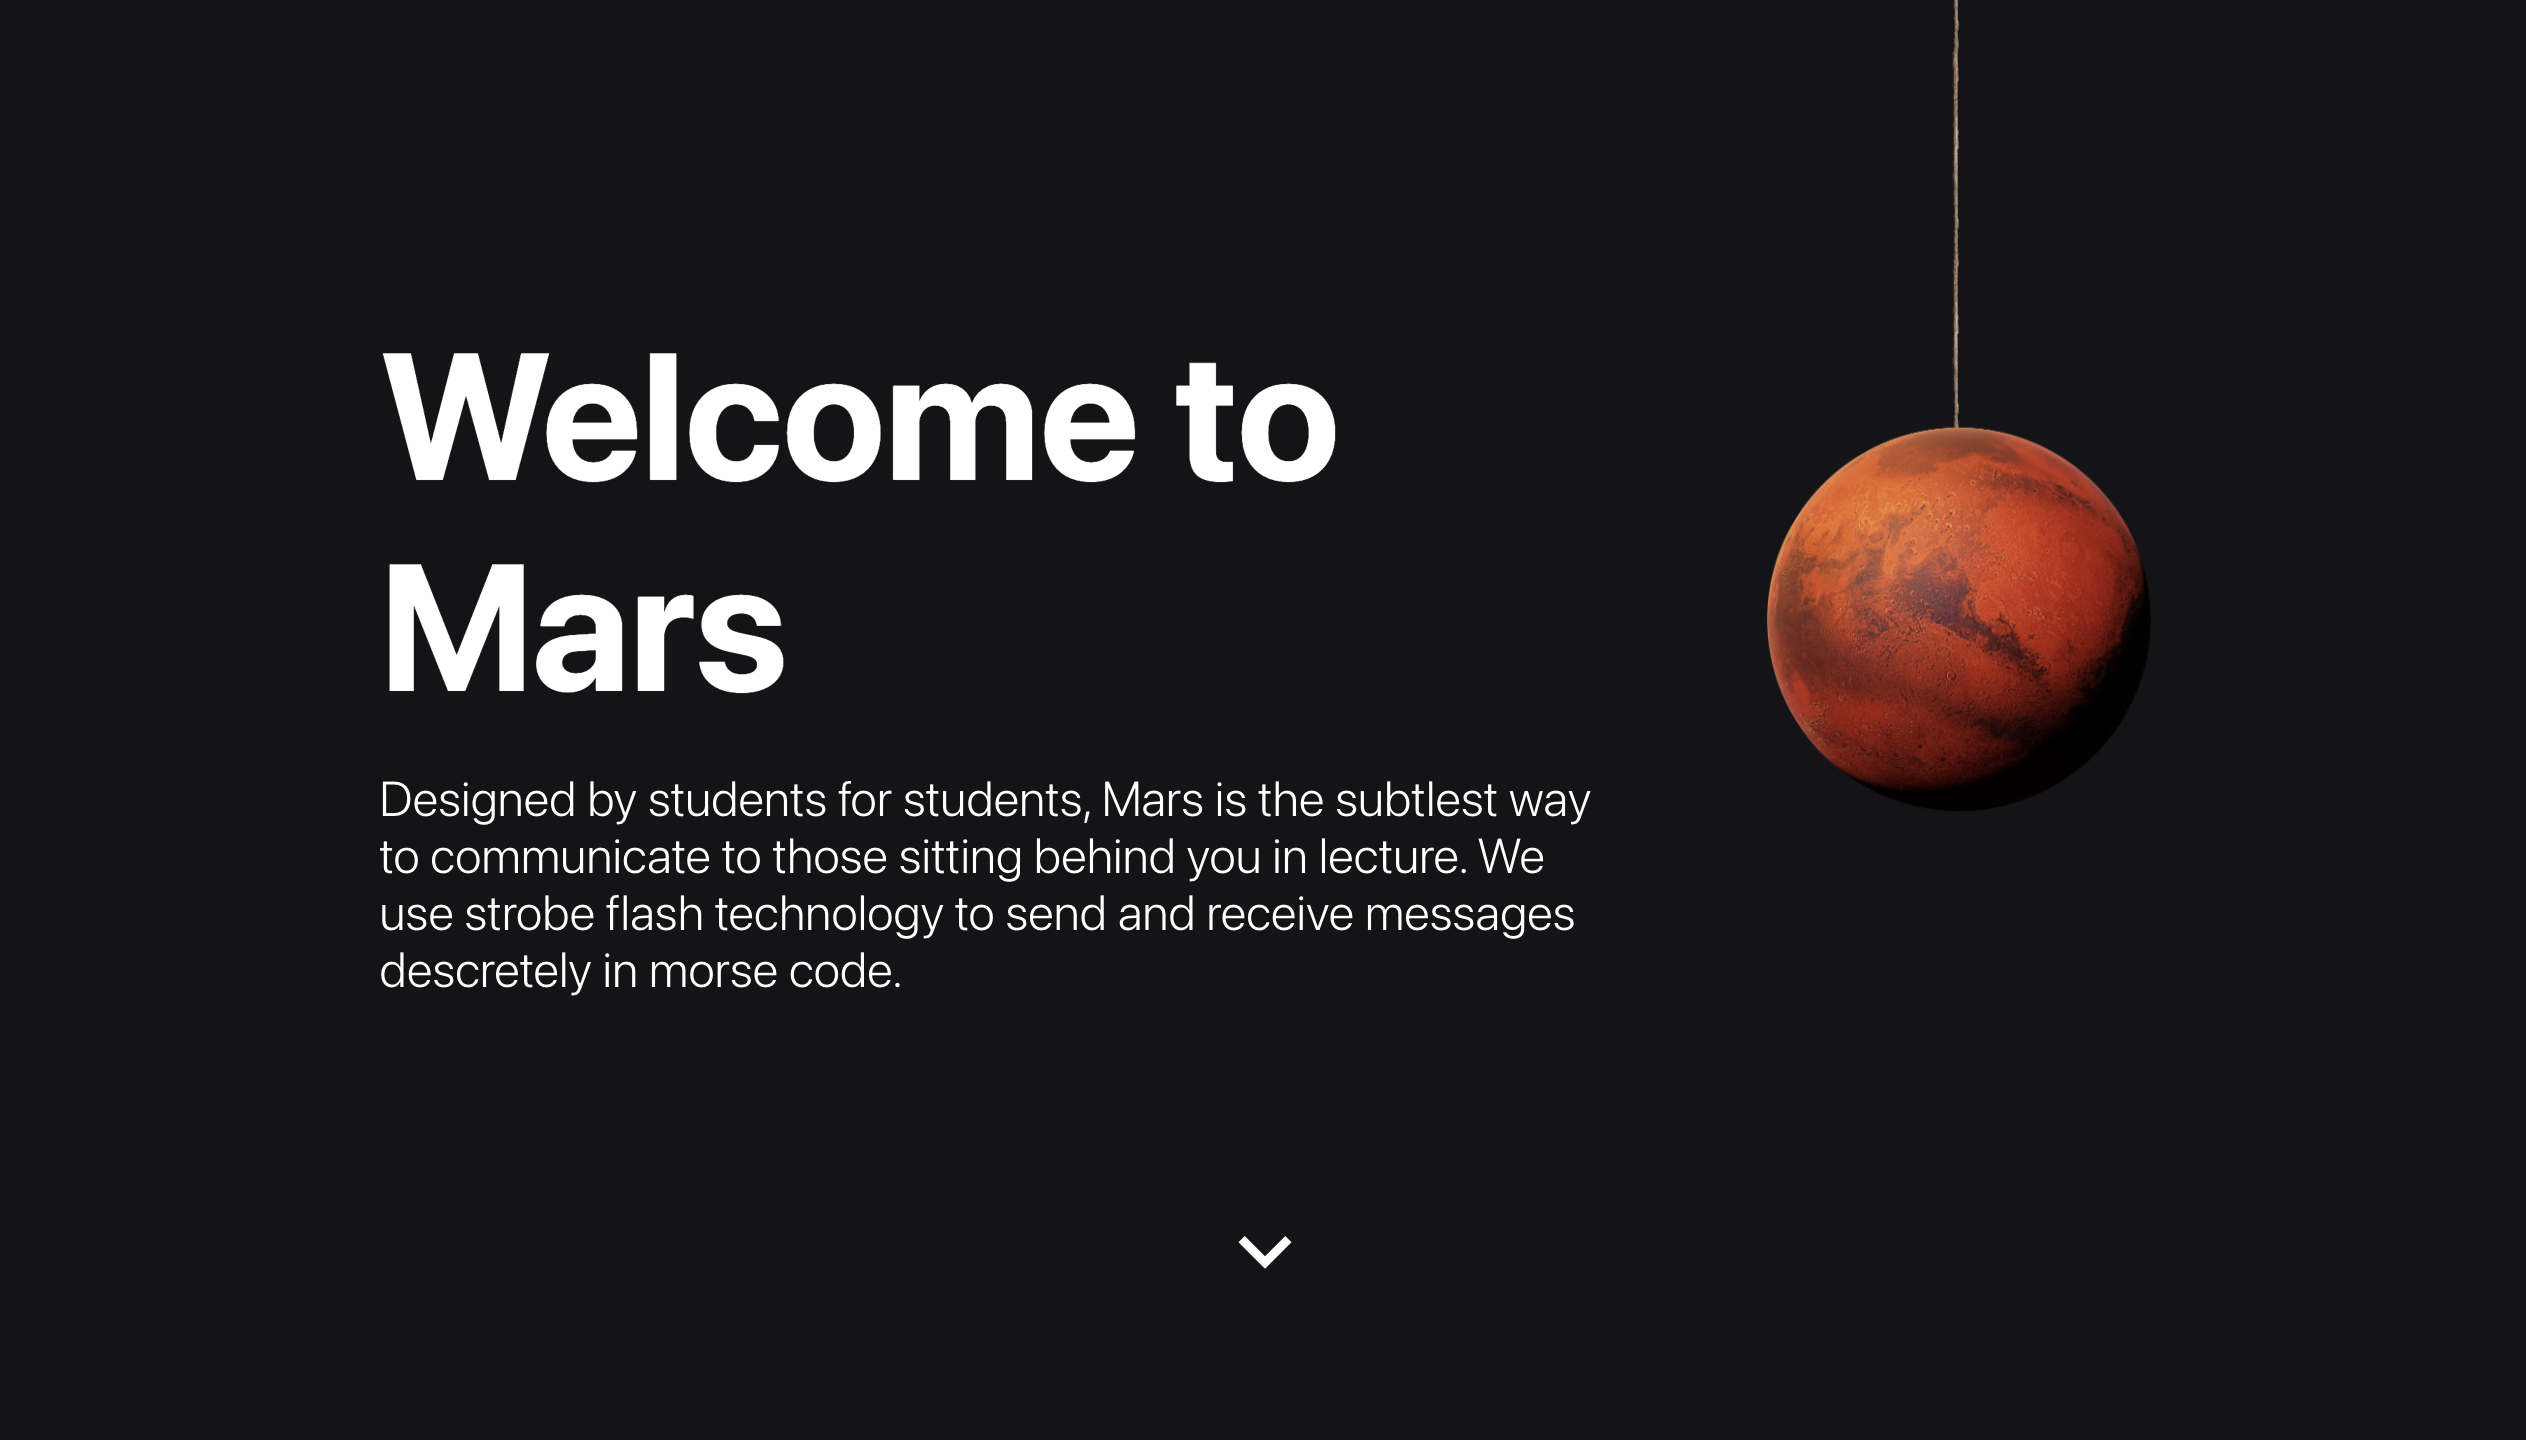 Welcome to
Mars
Designed by students for students, Mars is the subtlest way
to communicate to those sitting behind you in lecture. We
use strobe flash technology to send and receive messages
descretely in morse code.